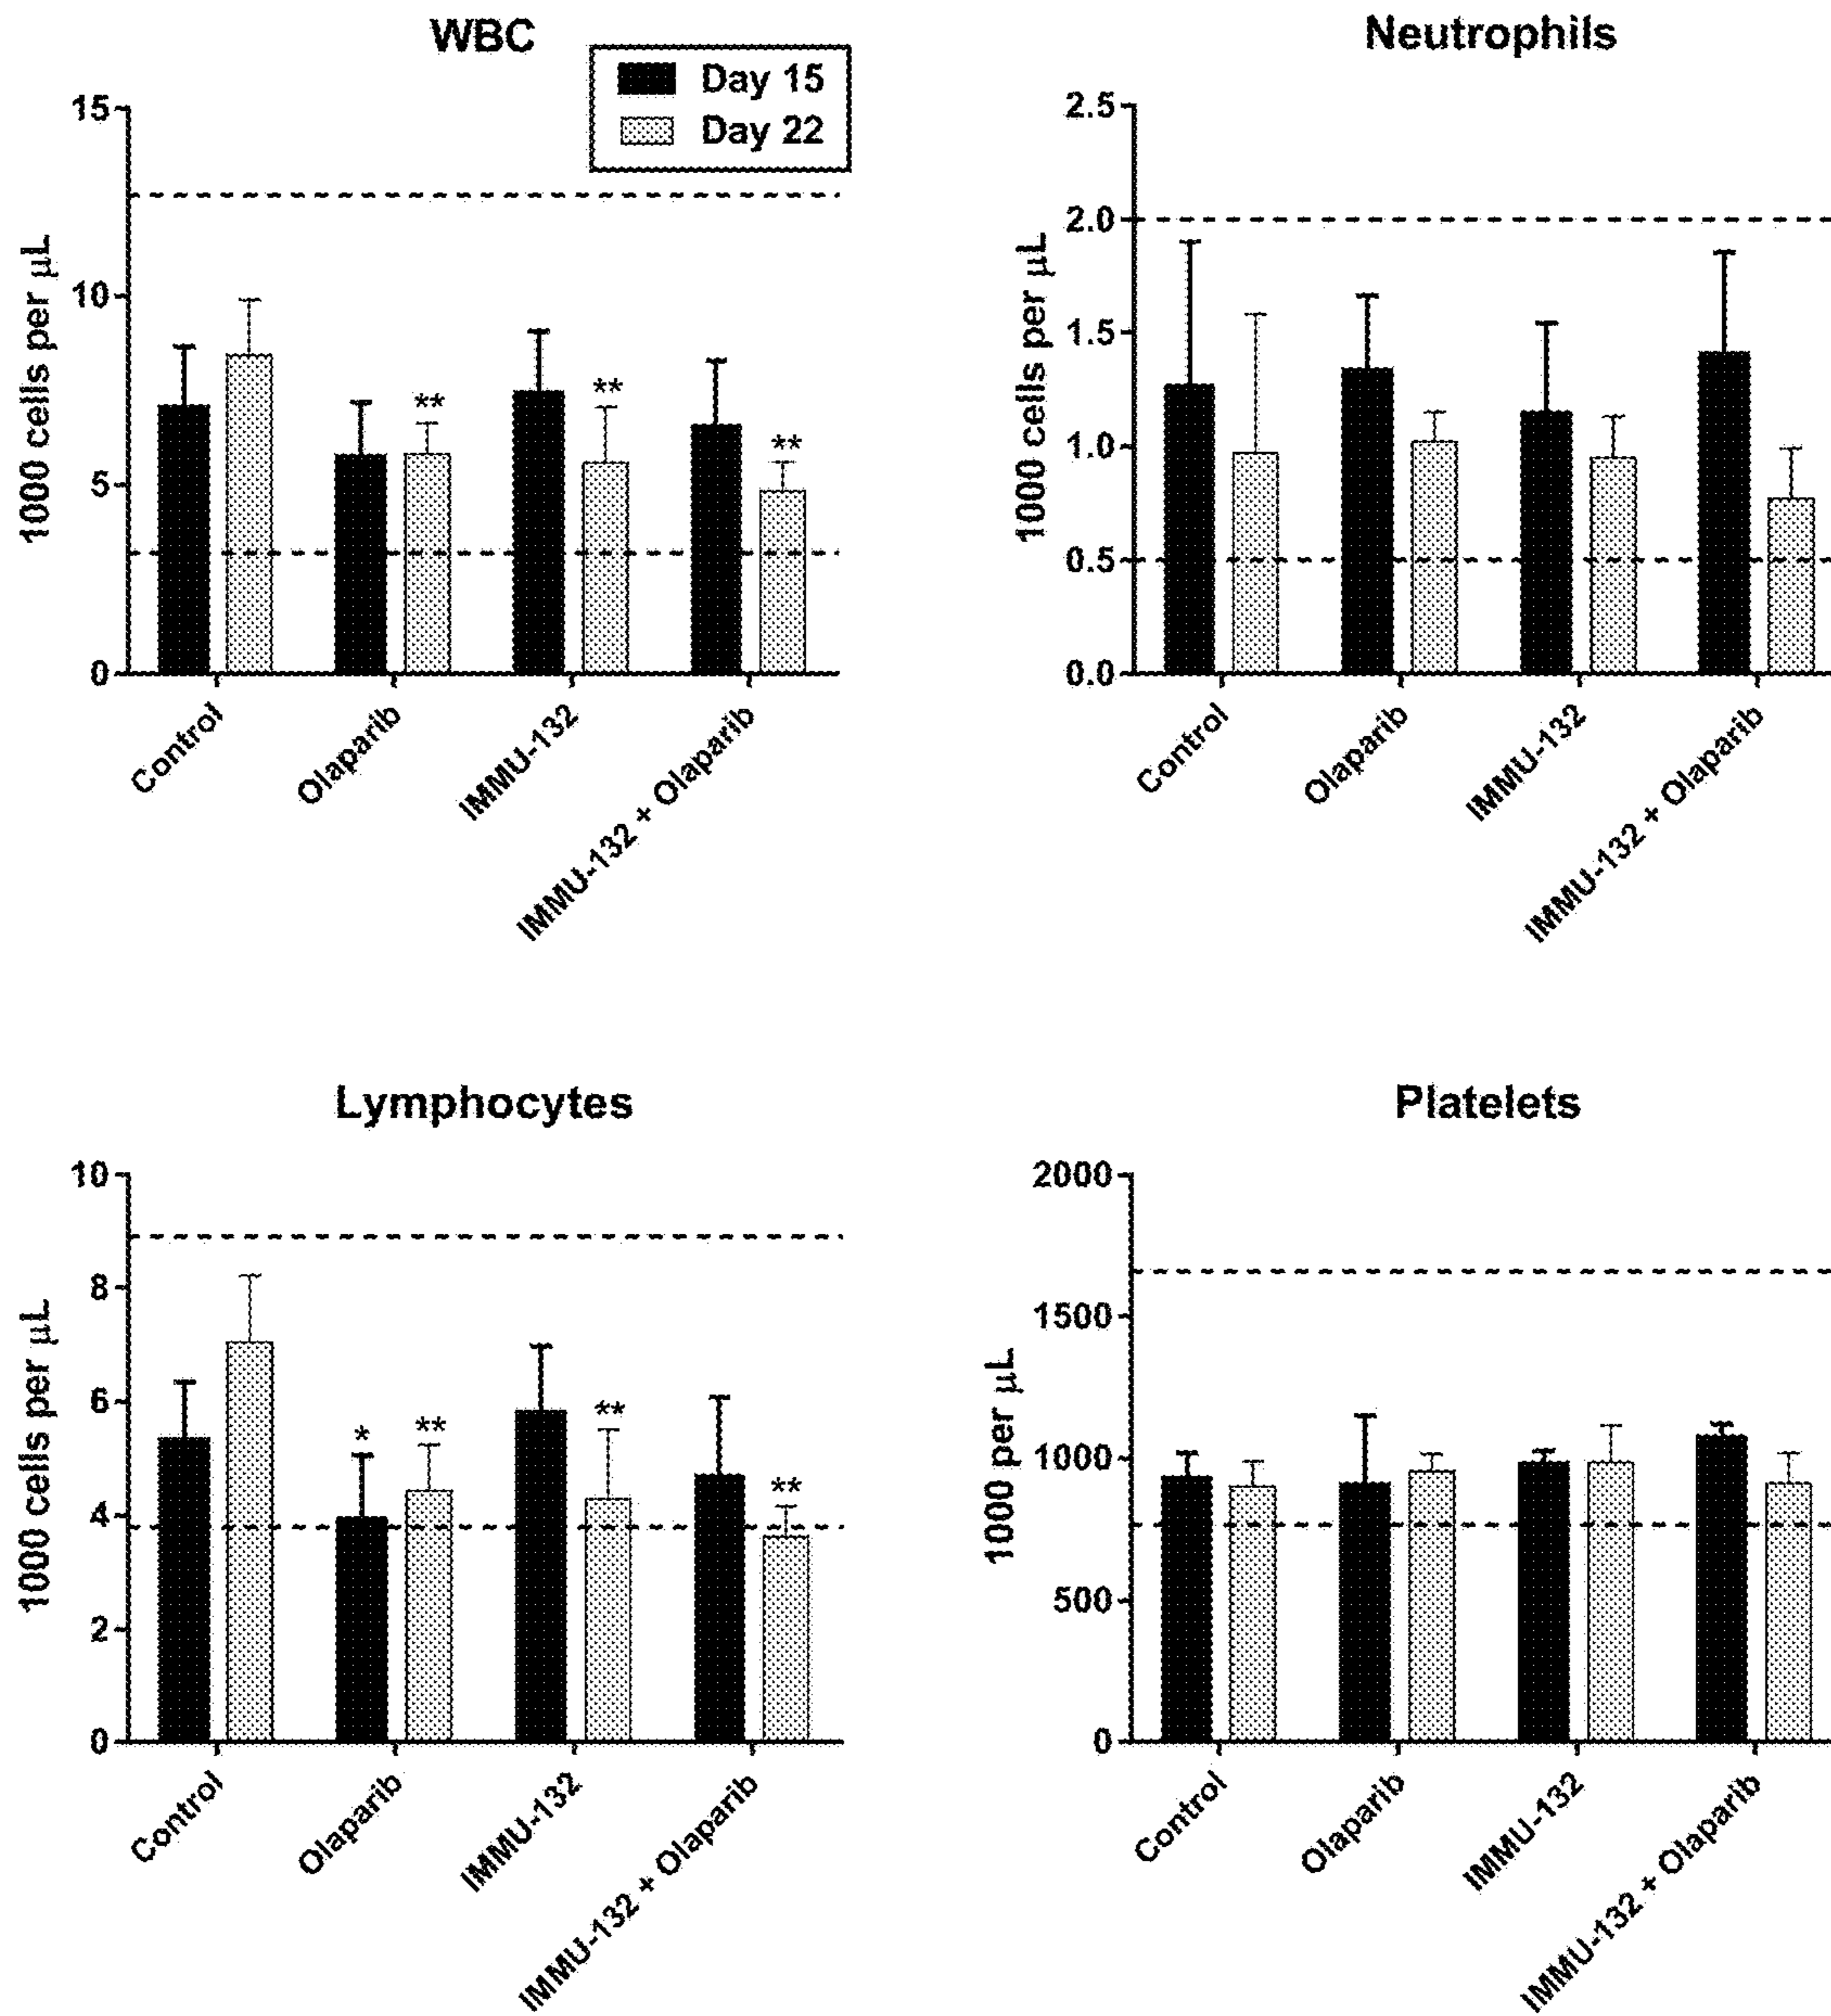 WBC
Day 15
Day 22
15
10
5
0
1000 cells per µL
**
**
**
Control
Olaparib
IMMU-132
IMMU-132 + Olaparib
Neutrophils
2.5
2.0
1.5
1.0
0.5
0.0
1000 cells per µL
Control
Olaparib
IMMU-132
IMMU-132 + Olaparib
Lymphocytes
10
8
6
4
2
0
1000 cells per µL
*
**
**
**
Control
Olaparib
IMMU-132
IMMU-132 + Olaparib
Platelets
2000
1500
1000
500
0
1000 per µL
Control
Olaparib
IMMU-132
IMMU-132 + Olaparib